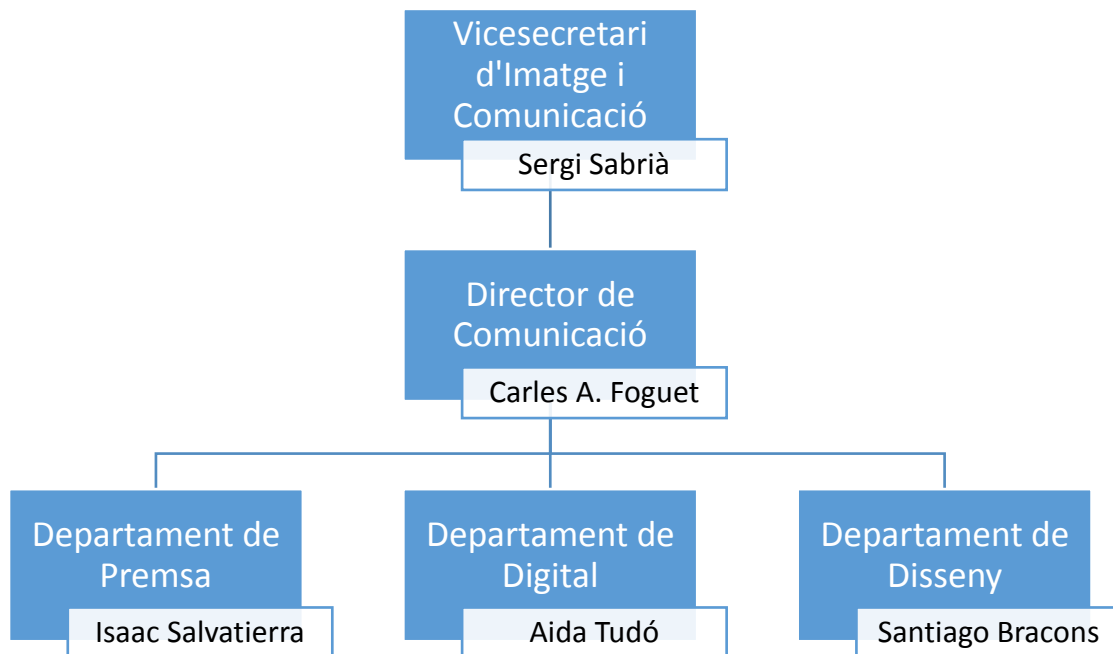 Vicesecretari
d'Imatge i
Comunicació
Sergi Sabrià
Director de
Comunicació
Carles A. Foguet
Departament de
Premsa
Isaac Salvatierra
Departament de
Digital
Aida Tudó
Departament de
Disseny
Santiago Bracons